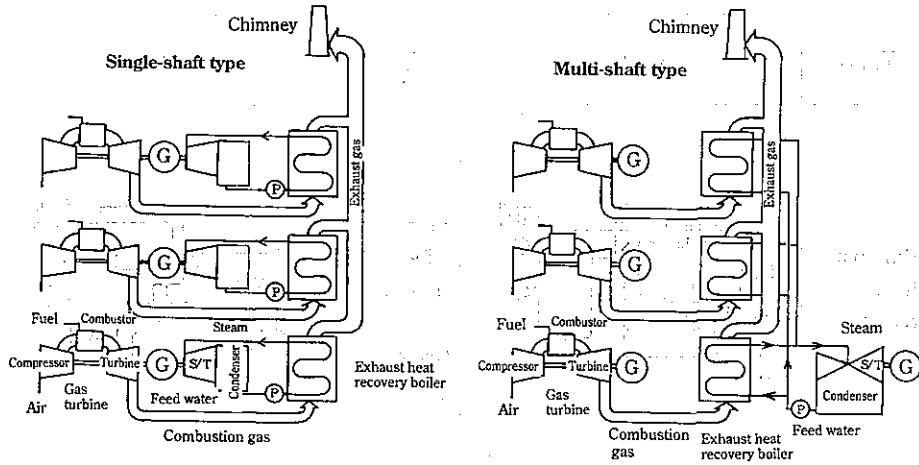 Chimney
Single-shaft type
G
P
Exhaust gas
G
P
Fuel
Combustor
Steam
Compressor
Turbine
G
S/T
Condenser
P
Exhaust heat
recovery boiler
Air
Gas
turbine
Feed water
Combustion gas
Chimney
Multi-shaft type
G
Exhaust gas
G
Fuel
Combustor
Steam
Compressor
Turbine
G
S/T
G
Condenser
P
Air
Gas
turbine
Feed water
Combustion
gas
Exhaust heat
recovery boiler